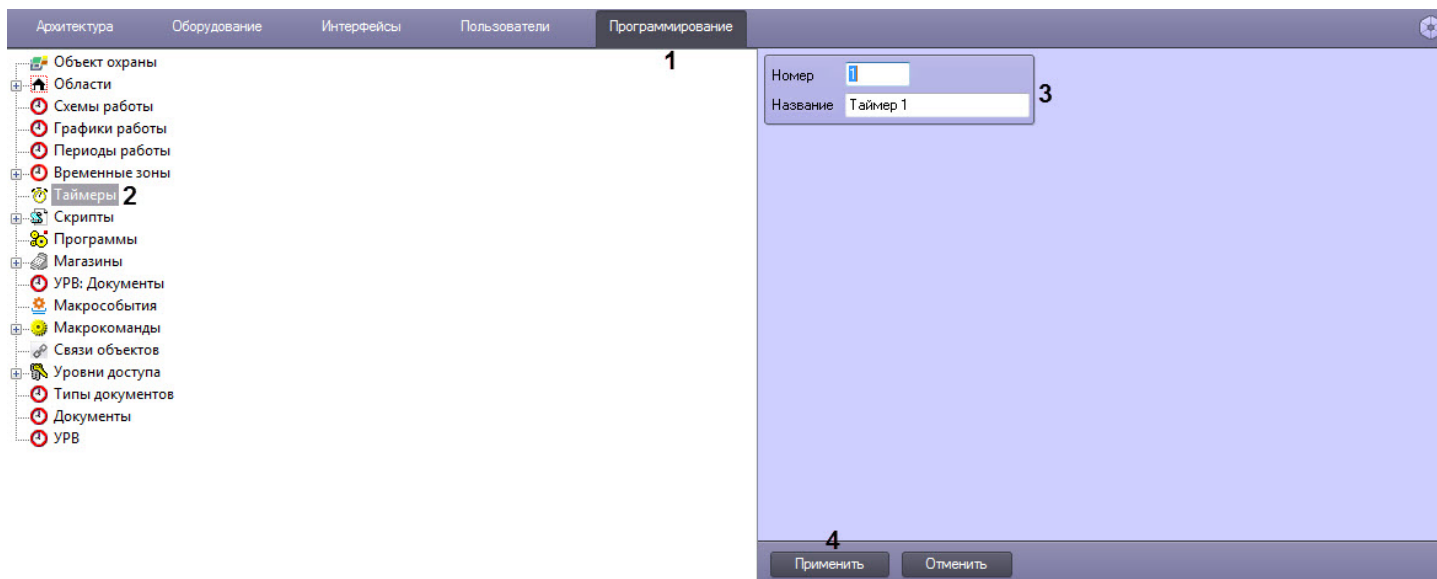 Архитектура Оборудование Интерфейсы Пользователи Программирование
1
Объект охраны
Области
Схемы работы
Графики работы
Периоды работы
Временные зоны
Таймеры 2
Скрипты
Программы
Магазины
УРВ: Документы
Макрособытия
Макрокоманды
Связи объектов
Уровни доступа
Типы документов
Документы
УРВ
Номер 1
Название Таймер 1
3
4
Применить Отменить